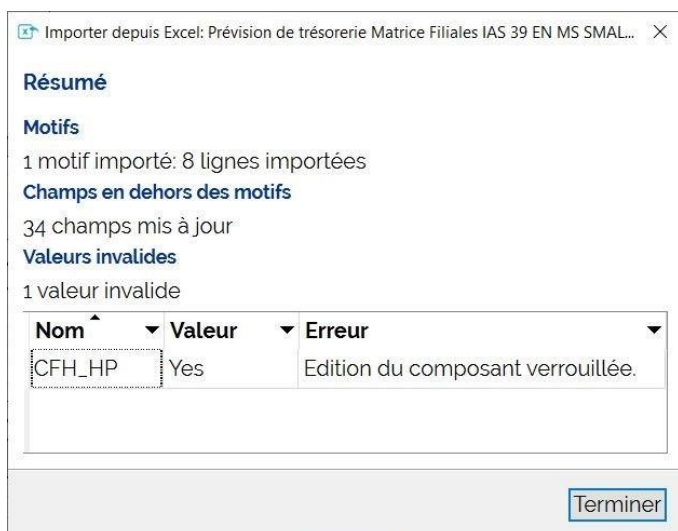 Importer depuis Excel: Prévision de trésorerie Matrice Filiales IAS 39 EN MS SMAL...
Résumé
Motifs
1 motif importé: 8 lignes importées
Champs en dehors des motifs
34 champs mis à jour
Valeurs invalides
1 valeur invalide
Nom Valeur Erreur
CFH_HP Yes Edition du composant verrouillée.
Terminer